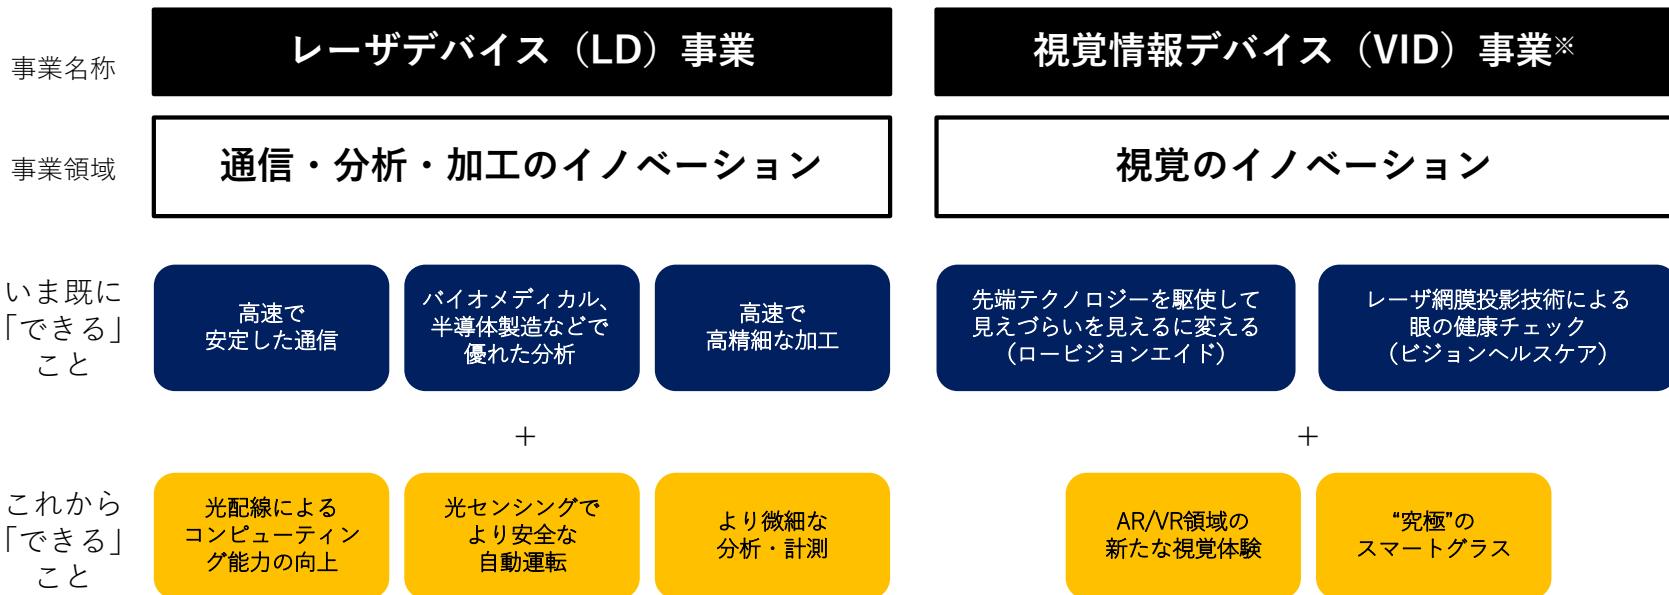 事業名称
レーザデバイス（LD）事業
視覚情報デバイス（VID）事業※
事業領域
通信・分析・加工のイノベーション
視覚のイノベーション
いま既に
「できる」
こと
高速で
安定した通信
バイオメディカル、
半導体製造などで
優れた分析
高速で
高精細な加工
先端テクノロジーを駆使して
見えづらいを見えるに変える
（ロービジョンエイド）
レーザ網膜投影技術による
眼の健康チェック
（ビジョンヘルスケア）
＋
＋
これから
「できる」
こと
光配線による
コンピューティン
グ能力の向上
光センシングで
より安全な
自動運転
より微細な
分析・計測
AR/VR領域の
新たな視覚体験
“究極”の
スマートグラス